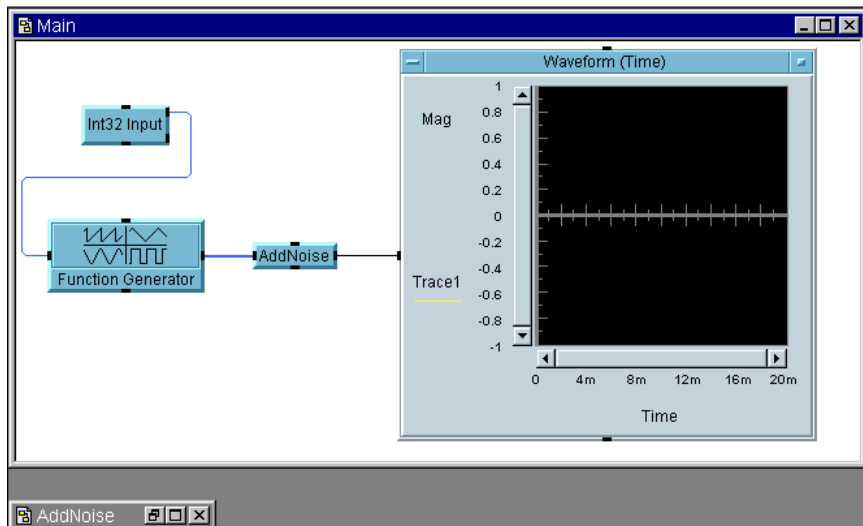 Main
Waveform (Time)
Int32 Input
Function Generator
AddNoise
Mag
Trace1
1
0.8
0.6
0.4
0.2
0
-0.2
-0.4
-0.6
-0.8
-1
0 4m 8m 12m 16m 20m
Time
AddNoise